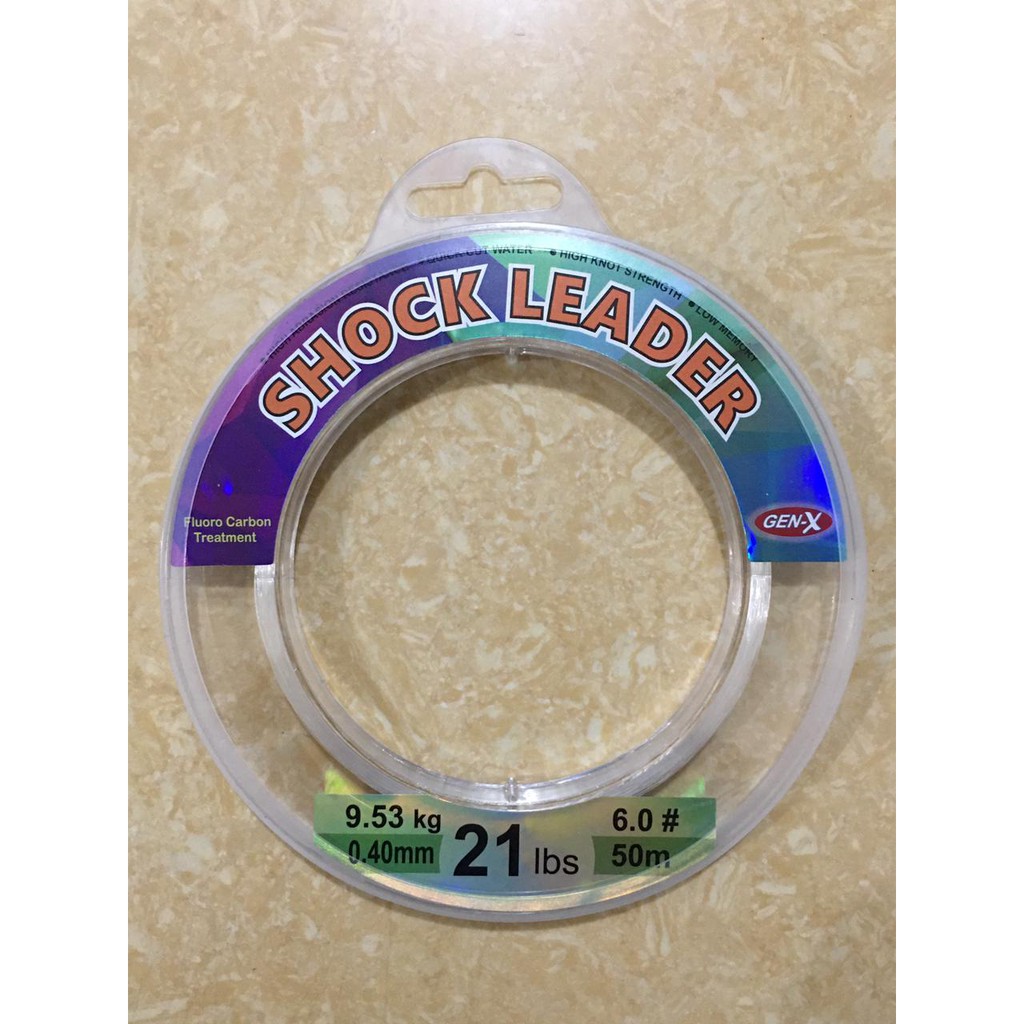 ● QUICK CUT WATER ● HIGH KNOT STRENGTH ● LOW MEMORY
SHOCK LEADER
Fluoro Carbon
Treatment
GEN-X
9.53 kg
0.40mm
21 lbs
6.0 #
50m